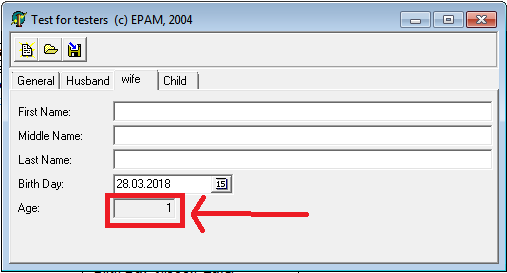 Test for testers (c) EPAM, 2004
General Husband wife Child
First Name:
Middle Name:
Last Name:
Birth Day: 28.03.2018 15
Age: 1